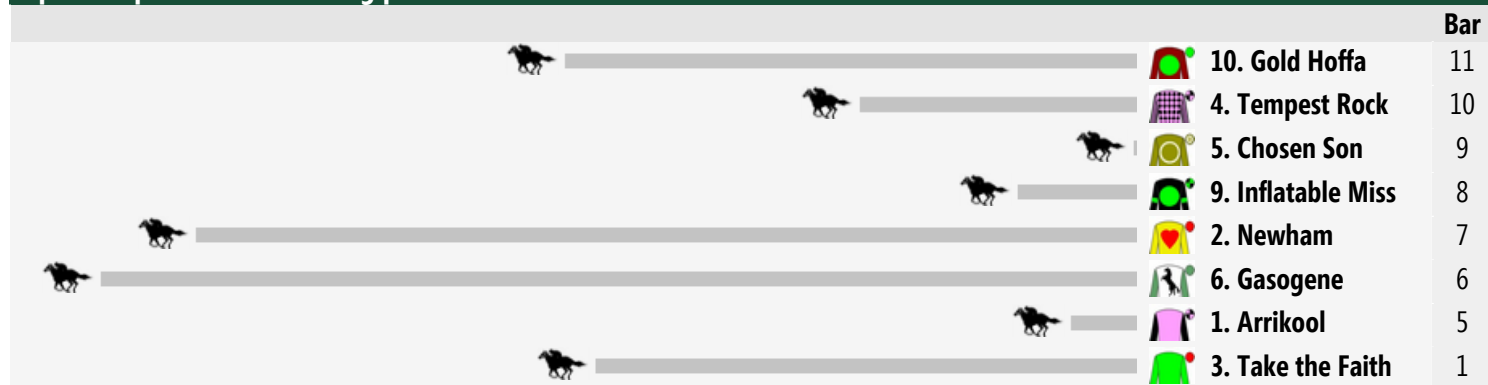 Bar
10. Gold Hoffa 11
4. Tempest Rock 10
5. Chosen Son 9
9. Inflatable Miss 8
2. Newham 7
6. Gasogene 6
1. Arrikool 5
3. Take the Faith 1